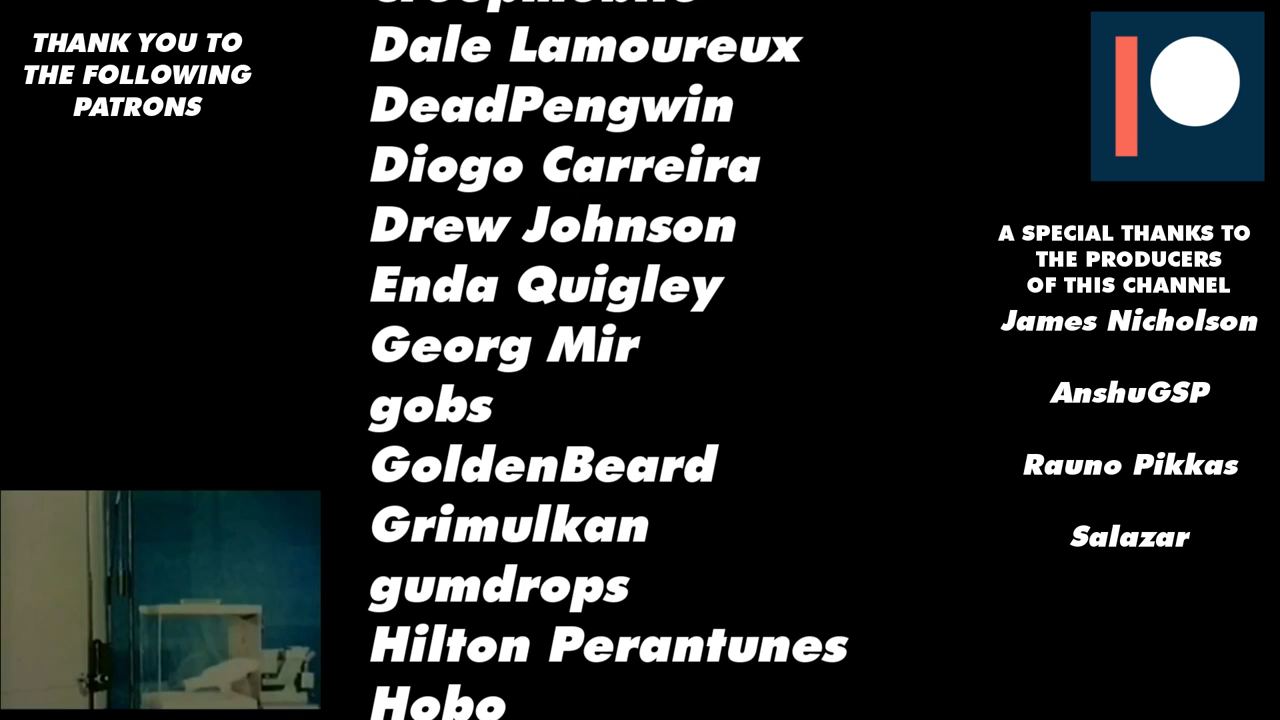 THANK YOU TO
THE FOLLOWING
PATRONS
Dale Lamoureux
DeadPengwin
Diogo Carreira
Drew Johnson
Enda Quigley
Georg Mir
gobs
GoldenBeard
Grimulkan
gumdrops
Hilton Perantunes
Hobo
A SPECIAL THANKS TO
THE PRODUCERS
OF THIS CHANNEL
James Nicholson
AnshuGSP
Rauno Pikkas
Salazar